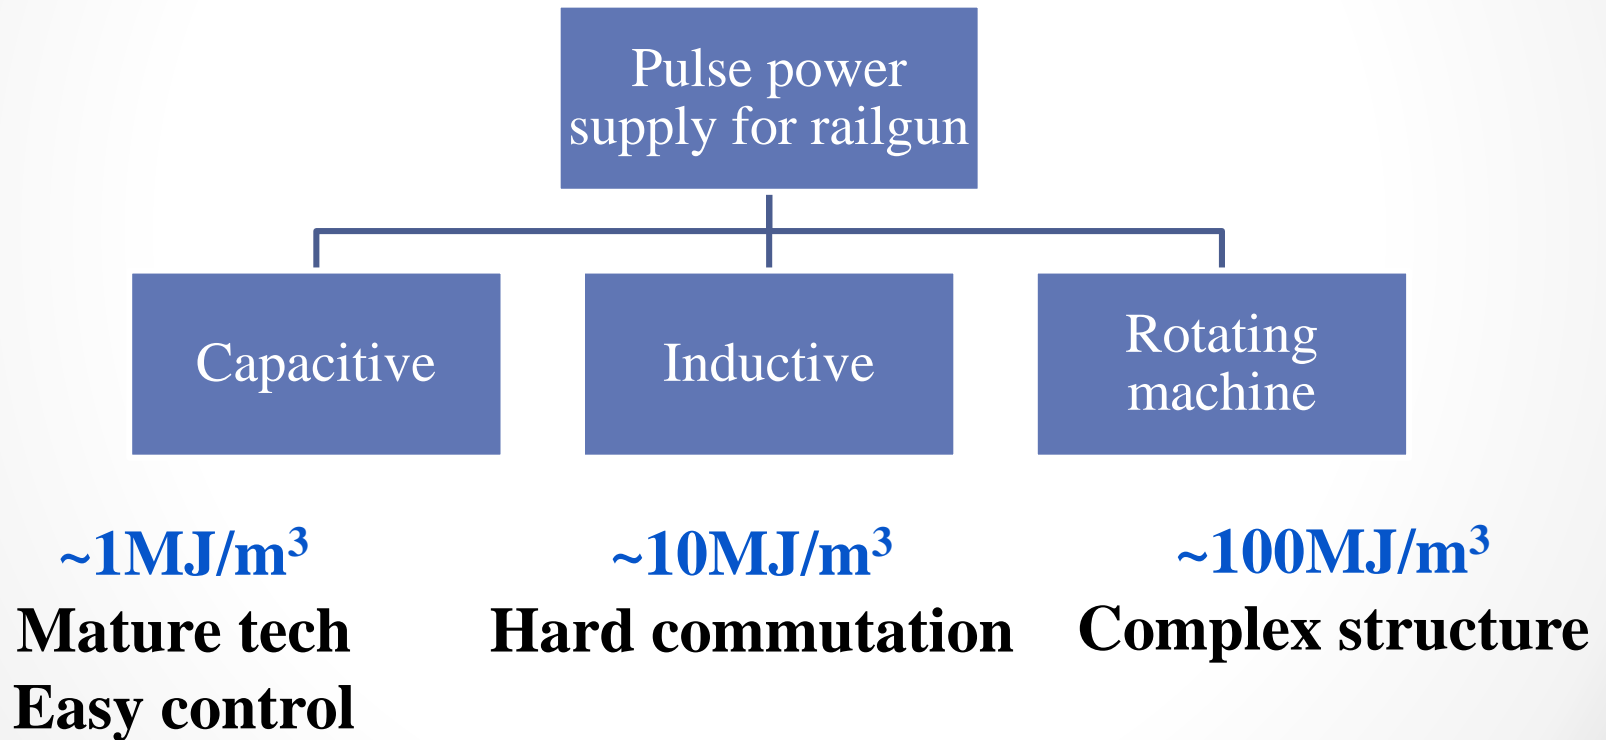 Pulse power
supply for railgun
Capacitive
Inductive
Rotating
machine
~1MJ/m³
Mature tech
Easy control
~10MJ/m³
Hard commutation
~100MJ/m³
Complex structure